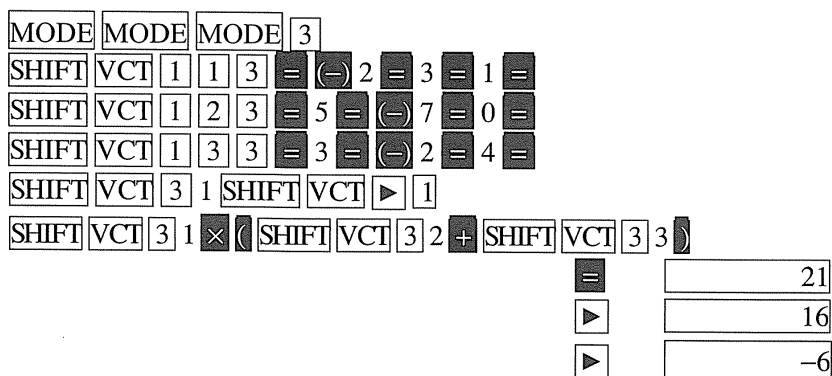 MODE MODE MODE 3
SHIFT VCT 1 1 3 = (−) 2 = 3 = 1 =
SHIFT VCT 1 2 3 = 5 = (−) 7 = 0 =
SHIFT VCT 1 3 3 = 3 = (−) 2 = 4 =
SHIFT VCT 3 1 SHIFT VCT ▶ 1
SHIFT VCT 3 1 × ( SHIFT VCT 3 2 + SHIFT VCT 3 3 )
= 21
▶ 16
▶ −6